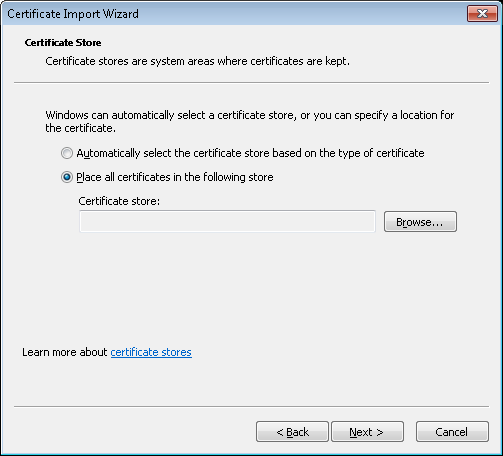 Certificate Import Wizard
Certificate Store
Certificate stores are system areas where certificates are kept.
Windows can automatically select a certificate store, or you can specify a location for
the certificate.
Automatically select the certificate store based on the type of certificate
Place all certificates in the following store
Certificate store:
Browse...
Learn more about certificate stores
< Back
Next >
Cancel